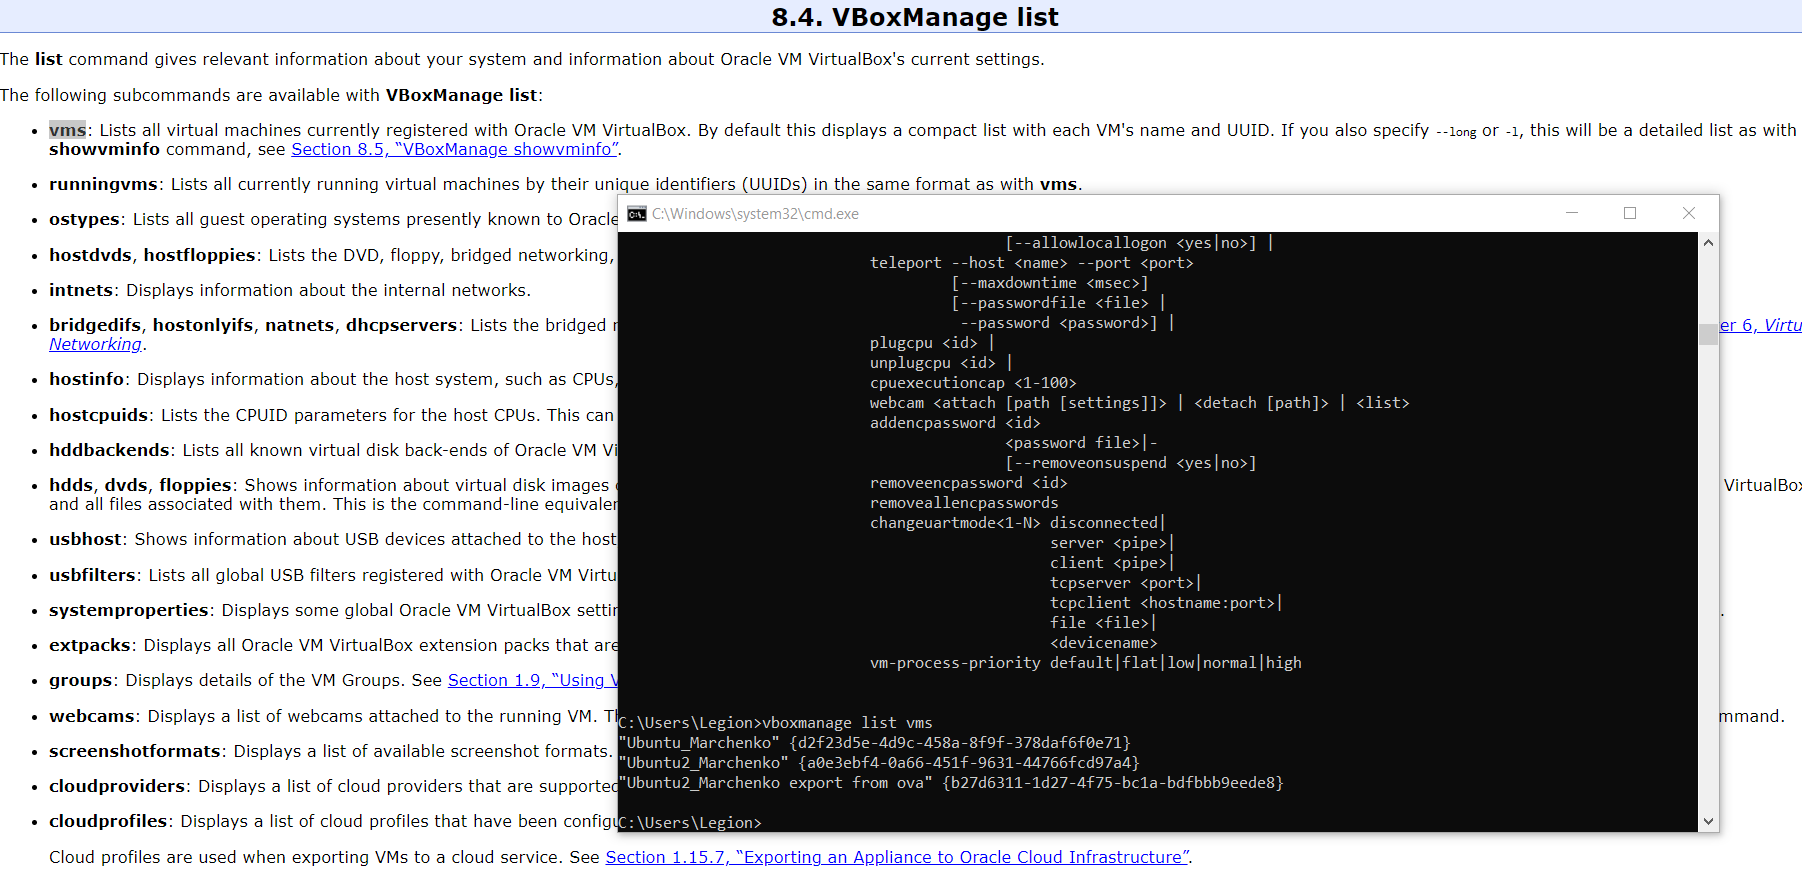 8.4. VBoxManage list
The list command gives relevant information about your system and information about Oracle VM VirtualBox's current settings.
The following subcommands are available with VBoxManage list:
• vms: Lists all virtual machines currently registered with Oracle VM VirtualBox. By default this displays a compact list with each VM's name and UUID. If you also specify --long or -l, this will be a detailed list as with
showvminfo command, see Section 8.5, “VBoxManage showvminfo”.
• runningvms: Lists all currently running virtual machines by their unique identifiers (UUIDs) in the same format as with vms.
• ostypes: Lists all guest operating systems presently known to Oracle
• hostdvds, hostfloppies: Lists the DVD, floppy, bridged networking,
• intnets: Displays information about the internal networks.
• bridgedifs, hostonlyifs, natnets, dhcpservers: Lists the bridged
er 6, Virtu
Networking.
• hostinfo: Displays information about the host system, such as CPUs,
• hostcpuids: Lists the CPUID parameters for the host CPUs. This can
• hddbackends: Lists all known virtual disk back-ends of Oracle VM Vi
• hdds, dvds, floppies: Shows information about virtual disk images
VirtualBox
and all files associated with them. This is the command-line equivalen
• usbhost: Shows information about USB devices attached to the host
• usbfilters: Lists all global USB filters registered with Oracle VM Virtu
• systemproperties: Displays some global Oracle VM VirtualBox settin
.
• extpacks: Displays all Oracle VM VirtualBox extension packs that are
• groups: Displays details of the VM Groups. See Section 1.9, “Using V
• webcams: Displays a list of webcams attached to the running VM. Th
mmand.
• screenshotformats: Displays a list of available screenshot formats.
• cloudproviders: Displays a list of cloud providers that are supported
• cloudprofiles: Displays a list of cloud profiles that have been configu
Cloud profiles are used when exporting VMs to a cloud service. See Section 1.15.7, “Exporting an Appliance to Oracle Cloud Infrastructure”.
C:\Windows\system32\cmd.exe
[--allowlocallogon <yes|no>] |
teleport --host <name> --port <port>
[--maxdowntime <msec>]
[--passwordfile <file> |
--password <password>] |
plugcpu <id> |
unplugcpu <id> |
cpuexecutioncap <1-100>
webcam <attach [path [settings]]> | <detach [path]> | <list>
addencpassword <id>
<password file>|-
[--removeonsuspend <yes|no>]
removeencpassword <id>
removeallencpasswords
changeuartmode<1-N> disconnected|
server <pipe>|
client <pipe>|
tcpserver <port>|
tcpclient <hostname:port>|
file <file>|
<devicename>
vm-process-priority default|flat|low|normal|high
C:\Users\Legion>vboxmanage list vms
"Ubuntu_Marchenko" {d2f23d5e-4d9c-458a-8f9f-378daf6f0e71}
"Ubuntu2_Marchenko" {a0e3ebf4-0a66-451f-9631-44766fcd97a4}
"Ubuntu2_Marchenko export from ova" {b27d6311-1d27-4f75-bc1a-bdfbbb9eede8}
C:\Users\Legion>